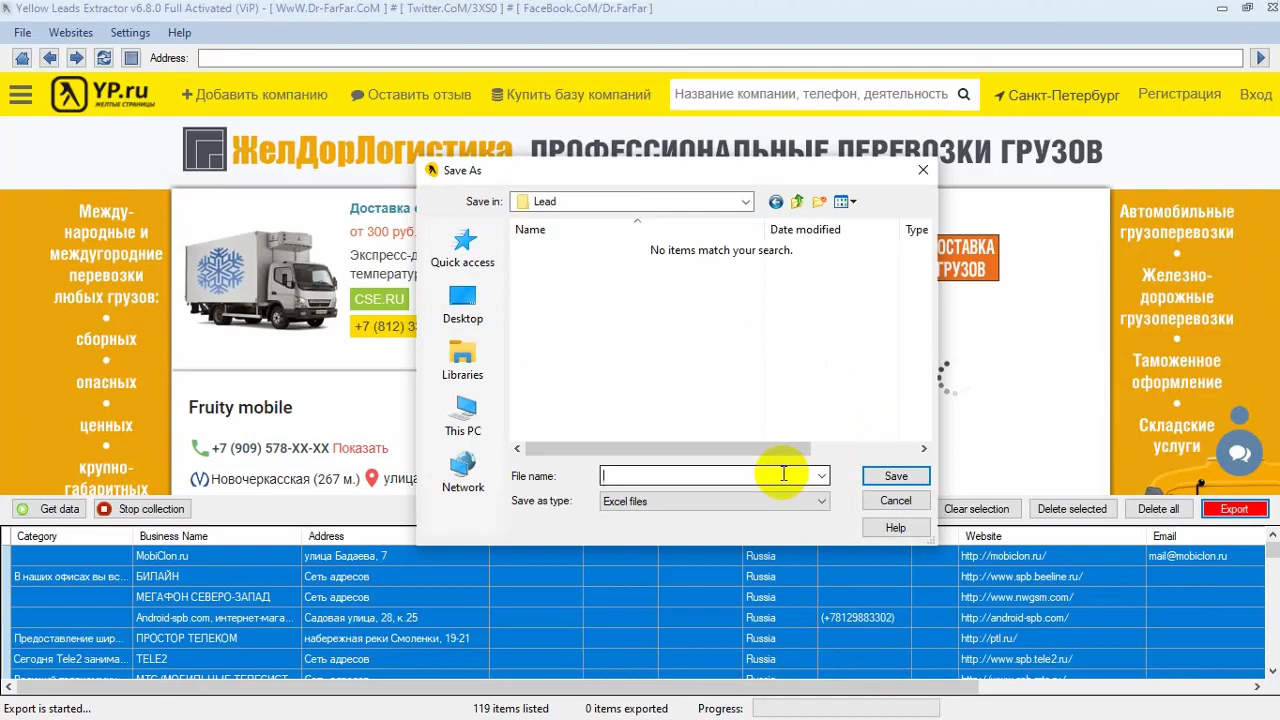 Yellow Leads Extractor v6.8.0 Full Activated (ViP) - [ WwW.Dr-FarFar.CoM ] # [ Twitter.CoM/3XS0 ] # [ FaceBook.CoM/Dr.FarFar ]
File Websites Settings Help
Address:
YP.ru
ЖЕЛТЫЕ СТРАНИЦЫ
Добавить компанию Оставить отзыв Купить базу компаний Название компании, телефон, деятельность Санкт-Петербург Регистрация Вход
ЖелДорЛогистика ПРОФЕССИОНАЛЬНЫЕ ПЕРЕВОЗКИ ГРУЗОВ
Между-
народные и
междугородние
перевозки
любых грузов:
• сборных
• опасных
• ценных
• крупно-
габарит
Доставка
от 300 руб.
Экспресс-д
температу
CSE.RU
+7 (812) 3
Fruity mobile
+7 (909) 578-XX-XX Показать
Новочеркасская (267 м.) улица
Save As
Save in: Lead
Name Date modified Type
No items match your search.
Quick access
Desktop
Libraries
This PC
Network
File name: Save
Save as type: Excel files Cancel
Help
ОСТАВКА
ГРУЗОВ
Автомобильные
грузоперевозки
• Железно-
дорожные
грузоперевозки
• Таможенное
оформление
• Складские
услуги
Get data Stop collection Clear selection Delete selected Delete all Export
Category Business Name Address Website Email
MobiClon.ru улица Бадаева, 7 Russia http://mobiclon.ru/ mail@mobiclon.ru
В наших офисах вы вс... БИЛАЙН Сеть адресов Russia http://www.spb.beeline.ru/
МЕГАФОН СЕВЕРО-ЗАПАД Сеть адресов Russia http://www.nwgsm.com/
Android-spb.com, интернет-мага... Садовая улица, 28, к.25 Russia (+78129883302) http://android-spb.com/
Предоставление шир... ПРОСТОР ТЕЛЕКОМ набережная реки Смоленки, 19-21 Russia http://ptl.ru/
Сегодня Tele2 занима... TELE2 Сеть адресов Russia http://www.spb.tele2.ru/
Export is started... 119 items listed 0 items exported Progress: